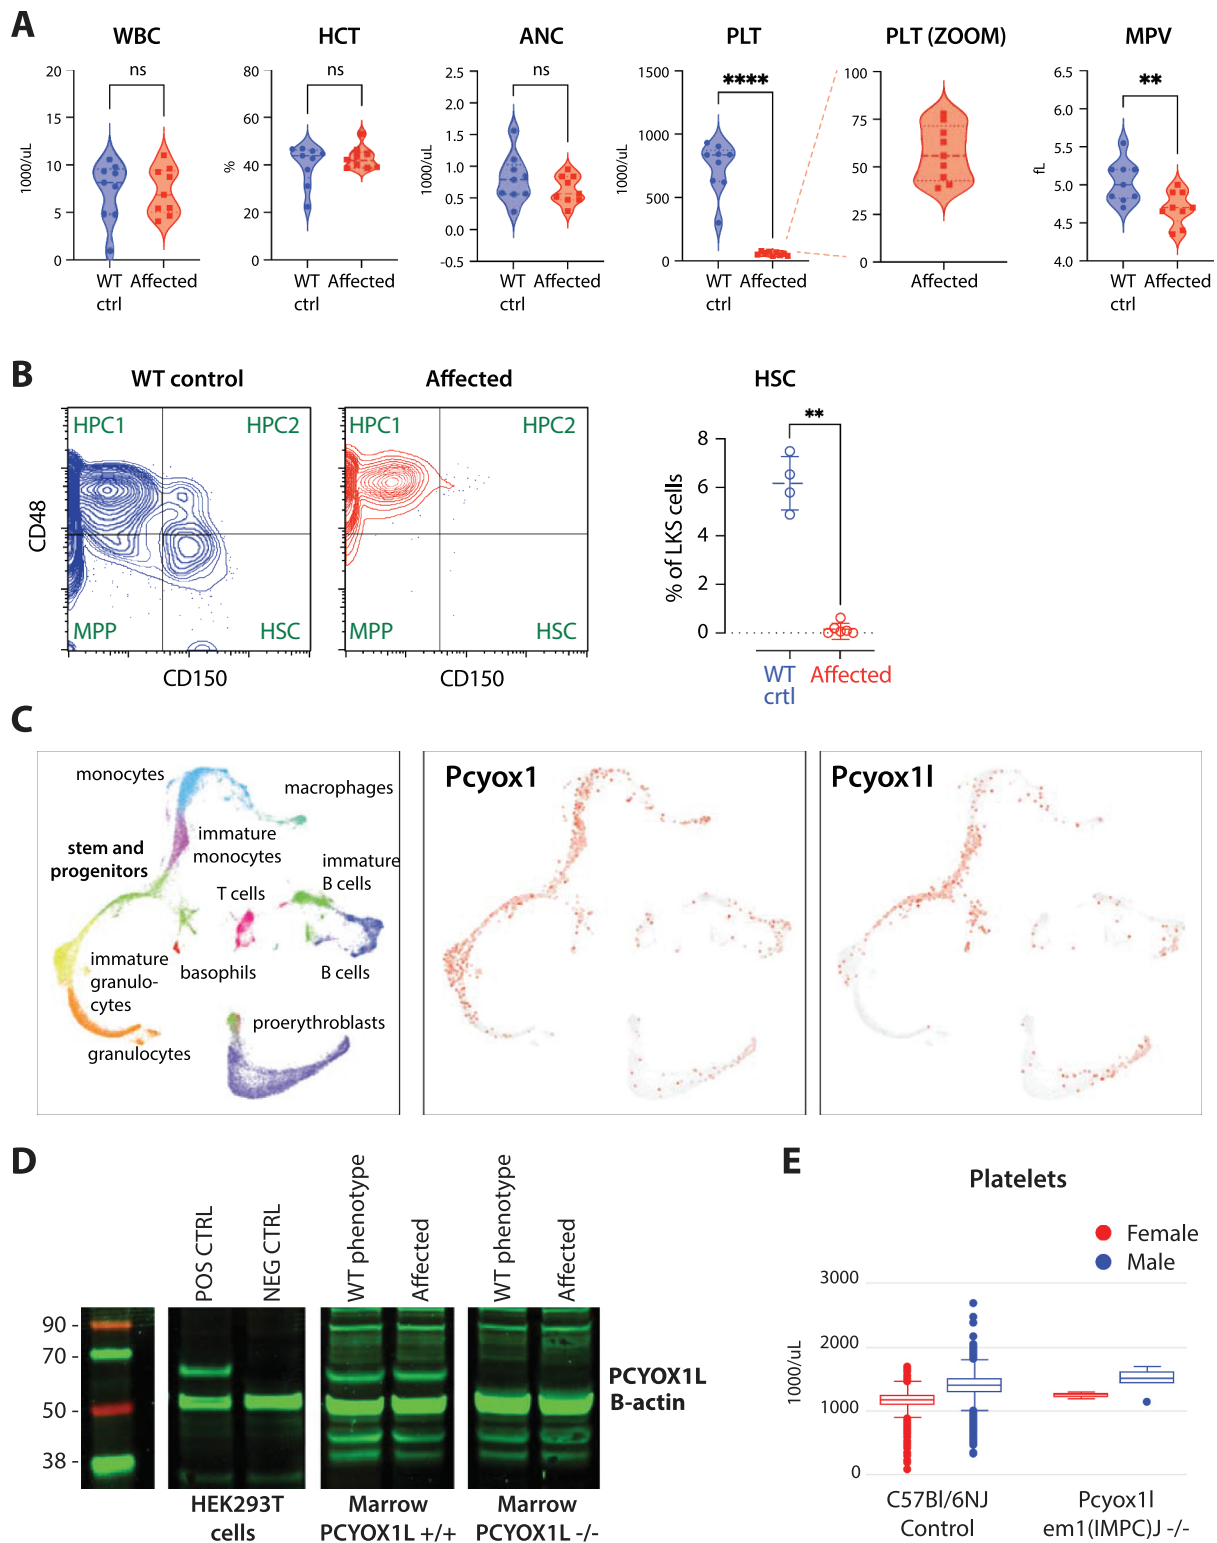 A
WBC
HCT
ANC
PLT
PLT (ZOOM)
MPV
20
15
10
5
0
1000/uL
ns
WT
ctrl
Affected
80
60
40
20
0
%
ns
WT
ctrl
Affected
2.5
2.0
1.5
1.0
0.5
0.0
-0.5
1000/uL
ns
WT
ctrl
Affected
1500
1000
500
0
1000/uL
****
WT
ctrl
Affected
100
75
50
25
0
Affected
6.5
6.0
5.5
5.0
4.5
4.0
fL
**
WT
ctrl
Affected
B
WT control
Affected
HSC
HPC1
HPC2
MPP
HSC
CD48
CD150
HPC1
HPC2
MPP
HSC
CD150
**
8
6
4
2
0
% of LKS cells
WT
crtl
Affected
C
monocytes
macrophages
immature
monocytes
stem and
progenitors
immature
B cells
T cells
immature
granulo-
cytes
basophils
B cells
proerythroblasts
granulocytes
Pcyox1
Pcyox1l
D
POS CTRL
NEG CTRL
WT phenotype
Affected
WT phenotype
Affected
90 -
70 -
50 -
38 -
PCYOX1L
B-actin
HEK293T
cells
Marrow
PCYOX1L +/+
Marrow
PCYOX1L -/-
E
Platelets
Female
Male
3000
2000
1000
0
1000/uL
C57Bl/6NJ
Control
Pcyox1l
em1(IMPC)J -/-